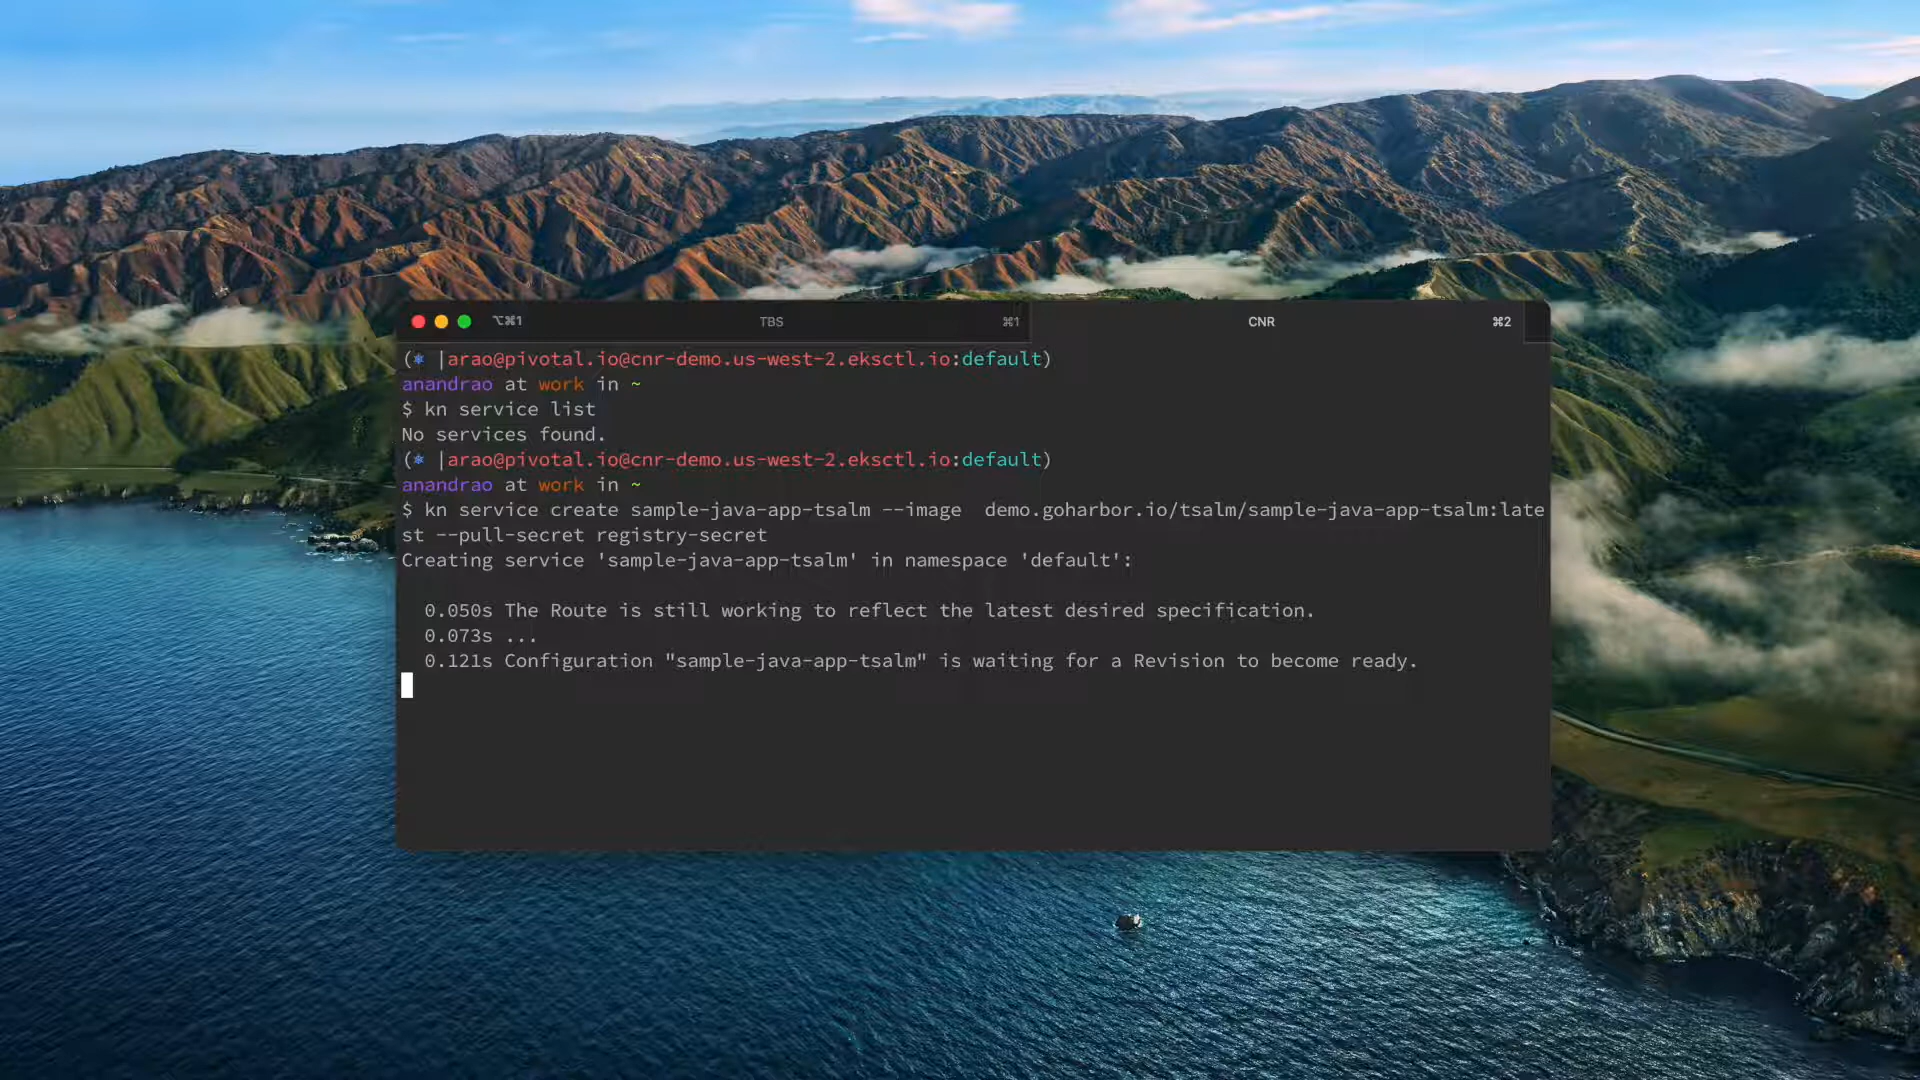 ⌥⌘1 TBS ⌘1 CNR ⌘2
(⎈ |arao@pivotal.io@cnr-demo.us-west-2.eksctl.io:default)
anandrao at work in ~
$ kn service list
No services found.
(⎈ |arao@pivotal.io@cnr-demo.us-west-2.eksctl.io:default)
anandrao at work in ~
$ kn service create sample-java-app-tsalm --image  demo.goharbor.io/tsalm/sample-java-app-tsalm:late
st --pull-secret registry-secret
Creating service 'sample-java-app-tsalm' in namespace 'default':
0.050s The Route is still working to reflect the latest desired specification.
0.073s ...
0.121s Configuration "sample-java-app-tsalm" is waiting for a Revision to become ready.